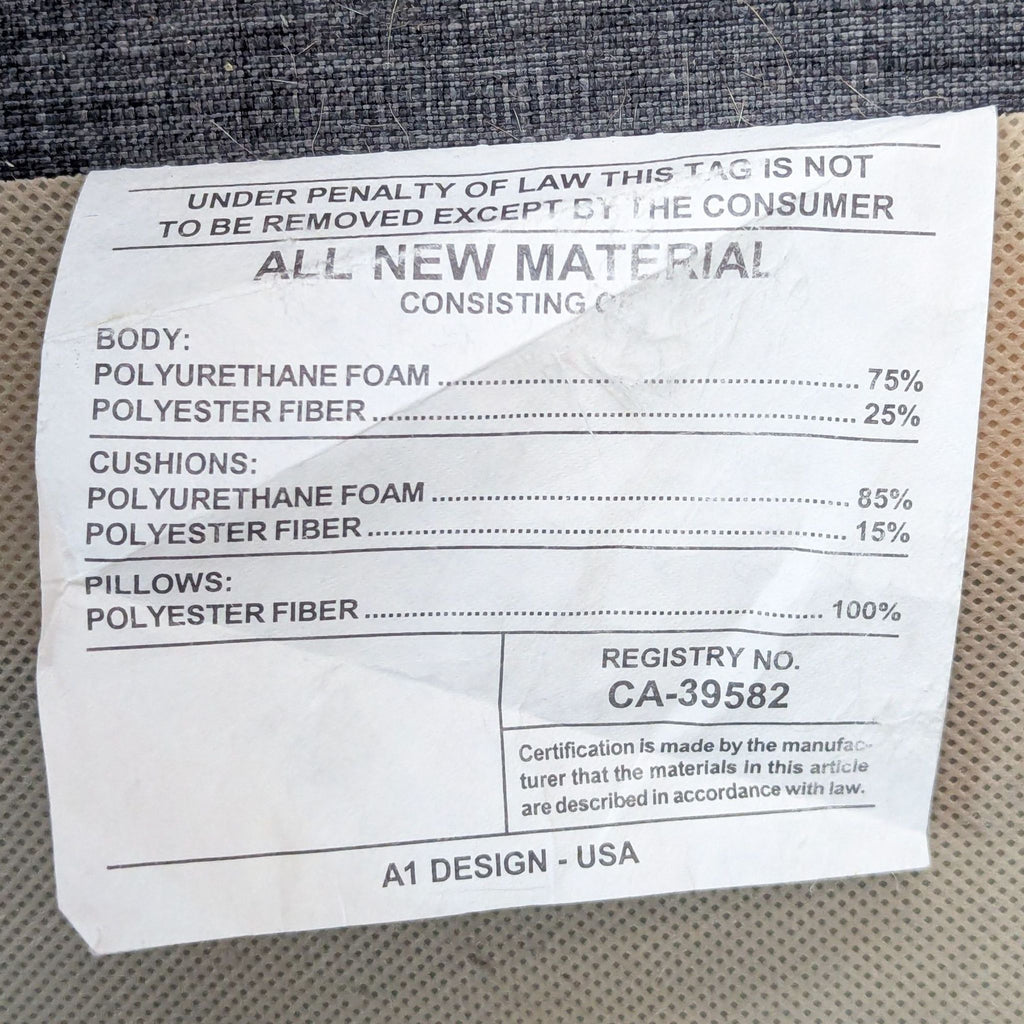 UNDER PENALTY OF LAW THIS TAG IS NOT
TO BE REMOVED EXCEPT BY THE CONSUMER
ALL NEW MATERIAL
CONSISTING
BODY:
POLYURETHANE FOAM ........................................ 75%
POLYESTER FIBER ........................................ 25%
CUSHIONS:
POLYURETHANE FOAM ........................................ 85%
POLYESTER FIBER ........................................ 15%
PILLOWS:
POLYESTER FIBER ........................................ 100%
REGISTRY NO.
CA-39582
Certification is made by the manufac-
turer that the materials in this article
are described in accordance with law.
A1 DESIGN - USA